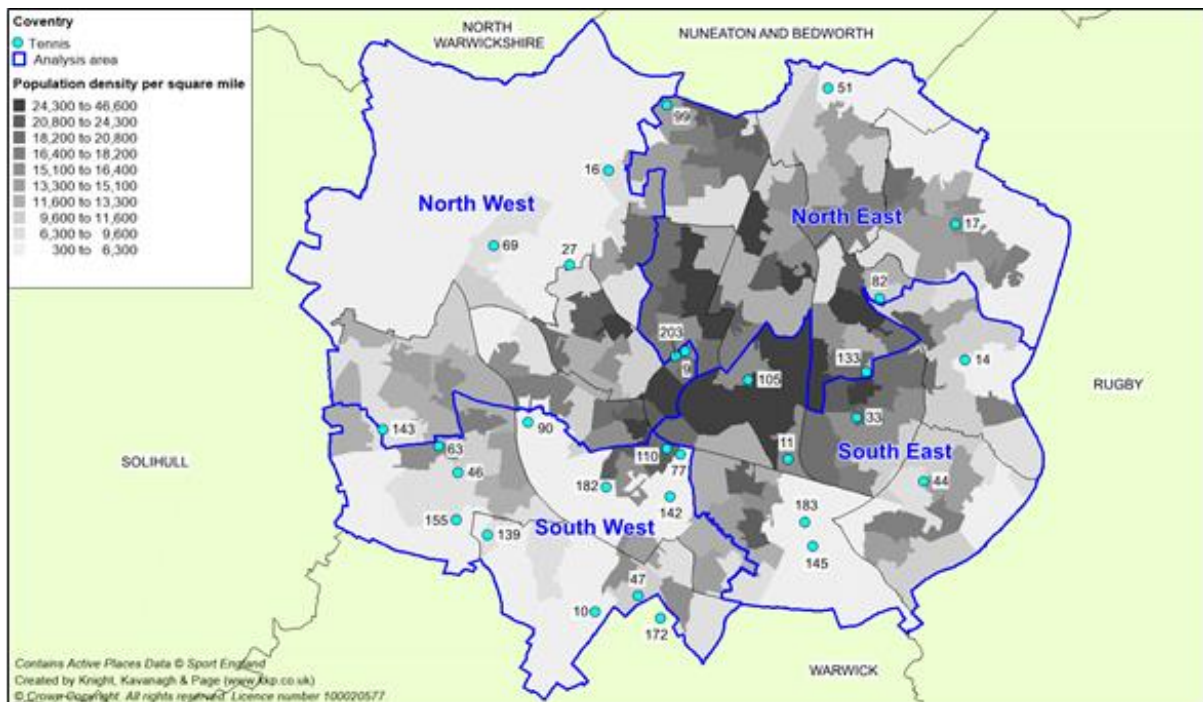 Coventry
Tennis
Analysis area
Population density per square mile
24,300 to 46,600
20,800 to 24,300
18,200 to 20,800
16,400 to 18,200
15,100 to 16,400
13,300 to 15,100
11,600 to 13,300
9,600 to 11,600
6,300 to 9,600
300 to 6,300
NORTH
WARWICKSHIRE
NUNEATON AND BEDWORTH
51
99
16
North West
North East
17
69
27
82
203
9
133
14
105
RUGBY
33
143
90
11
South East
63
110
77
SOLIHULL
46
44
182
142
183
155
South West
139
145
47
10
172
WARWICK
Contains Active Places Data © Sport England
Created by Knight, Kavanagh & Page (www.kkp.co.uk)
© Crown Copyright. All rights reserved. Licence number 100020577.